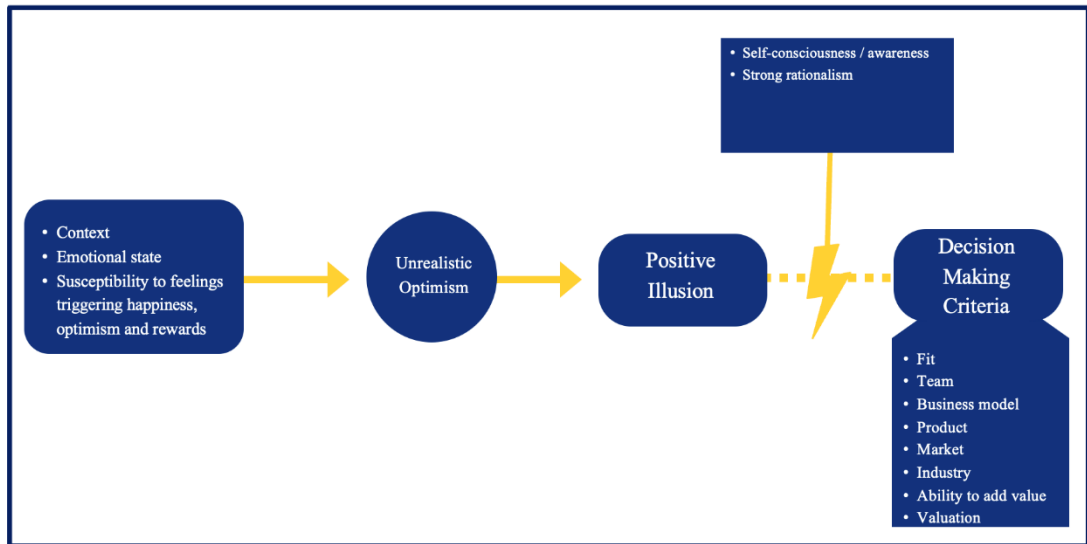 • Self-consciousness / awareness
• Strong rationalism
• Context
• Emotional state
• Susceptibility to feelings
triggering happiness,
optimism and rewards
Unrealistic
Optimism
Positive
Illusion
Decision
Making
Criteria
• Fit
• Team
• Business model
• Product
• Market
• Industry
• Ability to add value
• Valuation